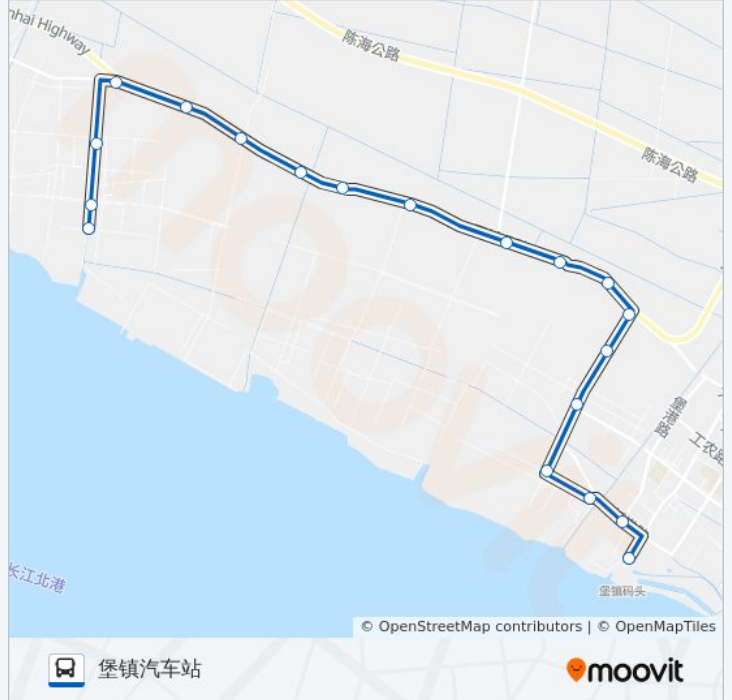 nhai Highway
陈海公路
陈海公路
堡港路
工农路
长江北港
堡镇码头
© OpenStreetMap contributors | © OpenMapTiles
堡镇汽车站
moovit